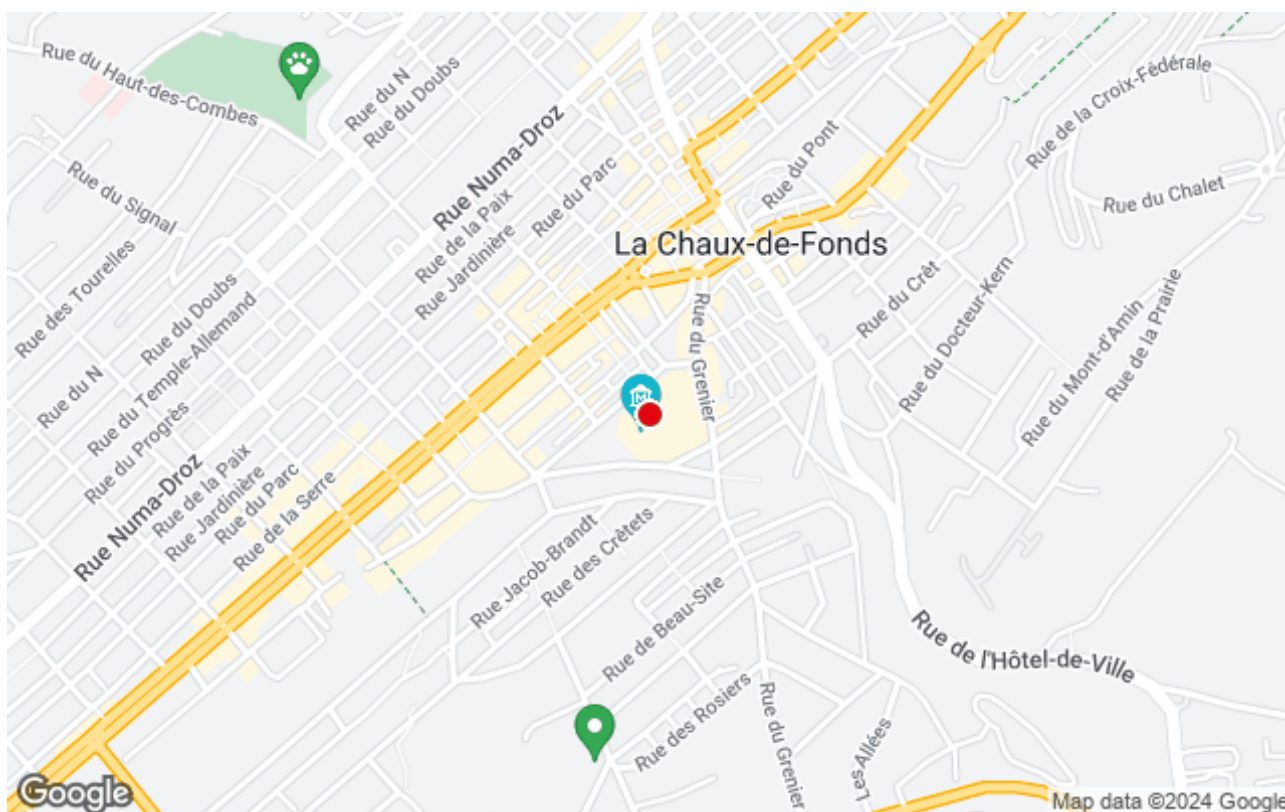 Rue du Haut-des-Combes
Rue du N
Rue du Doubs
Rue Numa-Droz
Rue du Signal
Rue de la Paix
Rue Jardinière
Rue du Parc
Rue du Pont
Rue de la Croix-Fédérale
Rue du Chalet
La Chaux-de-Fonds
Rue des Tourelles
Rue du Doubs
Rue du Temple-Allemand
Rue du N
Rue du Progrès
Rue du Grenier
Rue du Crêt
Rue du Docteur-Kern
Rue du Mont-d'Amin
Rue de la Prairie
M
Rue Numa-Droz
Rue de la Paix
Rue Jardinière
Rue du Parc
Rue de la Serre
Rue Jacob-Brandt
Rue des Crêtets
Rue de Beau-Site
Rue de l'Hôtel-de-Ville
Rue des Rosiers
Rue du Grenier
Les Allées
Google
Map data ©2024 Google